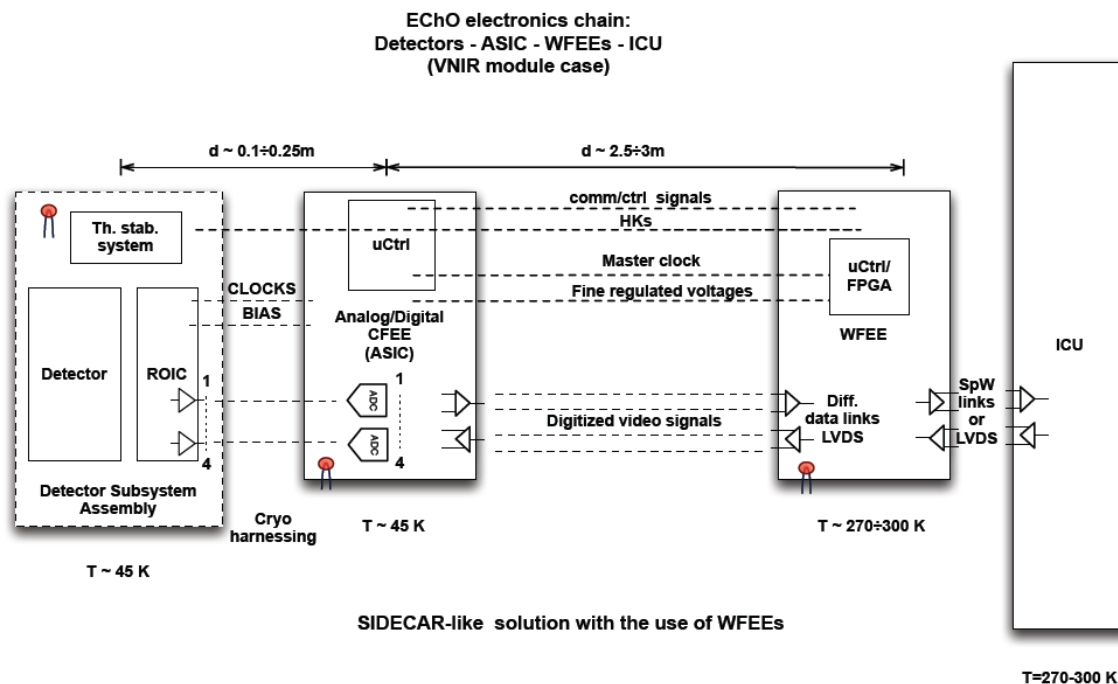 EChO electronics chain:
Detectors - ASIC - WFEEs - ICU
(VNIR module case)
d ~ 0.1÷0.25m
d ~ 2.5÷3m
Th. stab.
system
uCtrl
comm/ctrl signals
HKs
Master clock
Fine regulated voltages
uCtrl/
FPGA
WFEE
CLOCKS
BIAS
Analog/Digital
CFEE
(ASIC)
Detector
ROIC
1
4
ADC
ADC
1
4
Digitized video signals
Diff.
data links
LVDS
SpW
links
or
LVDS
ICU
Detector Subsystem
Assembly
Cryo
harnessing
T ~ 45 K
T ~ 45 K
T ~ 270÷300 K
SIDECAR-like solution with the use of WFEEs
T=270-300 K